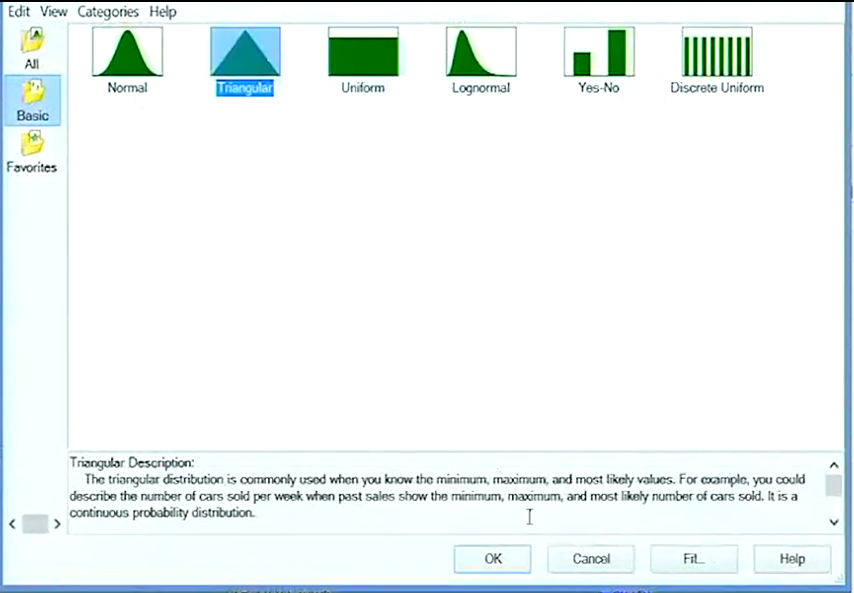 Edit View Categories Help
All
Basic
Favorites
Normal
Triangular
Uniform
Lognormal
Yes-No
Discrete Uniform
Triangular Description:
The triangular distribution is commonly used when you know the minimum, maximum, and most likely values. For example, you could
describe the number of cars sold per week when past sales show the minimum, maximum, and most likely number of cars sold. It is a
continuous probability distribution.
OK
Cancel
Fit...
Help